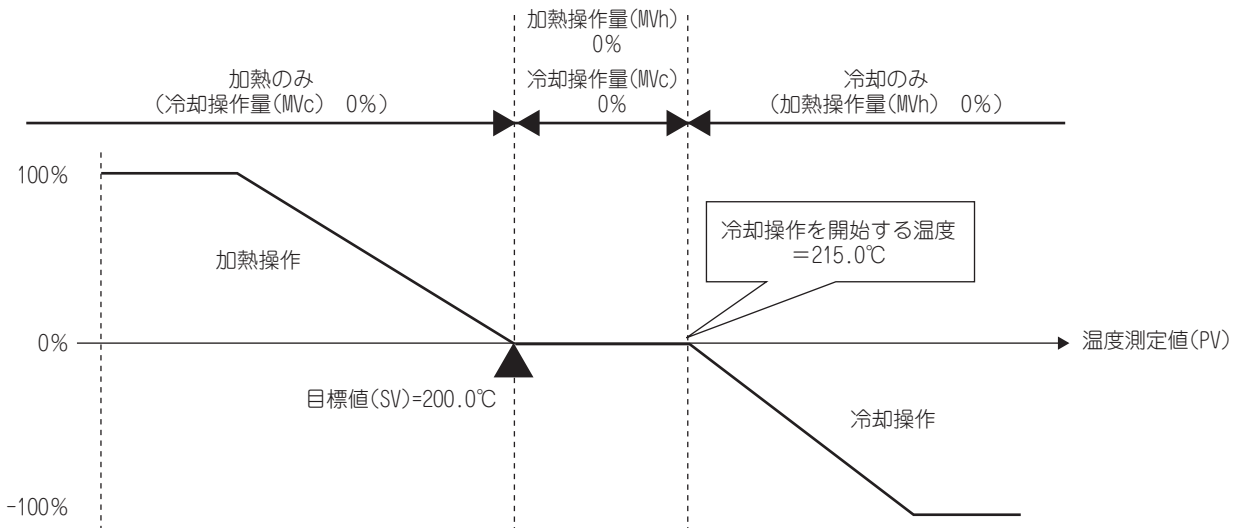 加熱操作量(MVh)
0%
加熱のみ
(冷却操作量(MVc) 0%)
冷却操作量(MVc)
0%
冷却のみ
(加熱操作量(MVh) 0%)
100%
加熱操作
冷却操作を開始する温度
=215.0℃
0%
温度測定値(PV)
目標値(SV)=200.0℃
冷却操作
-100%